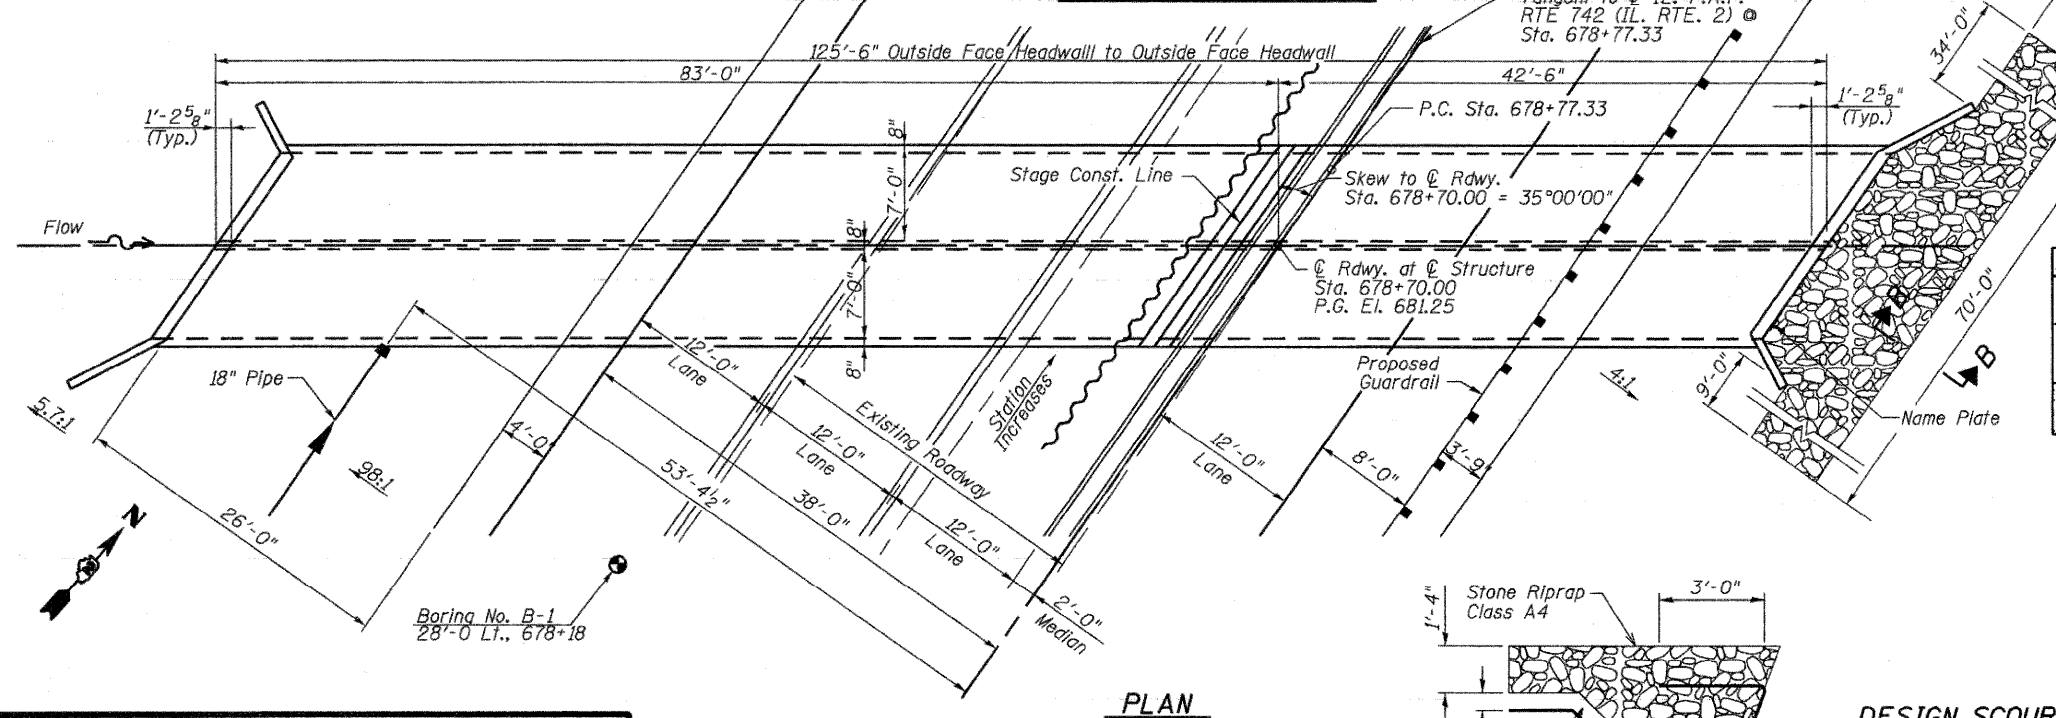 RTE 742 (IL. RTE. 2) @
Sta. 678+77.33
34'-0"
125'-6" Outside Face Headwall to Outside Face Headwall
83'-0"
42'-6"
1'-2⅝"
(Typ.)
1'-2⅝"
(Typ.)
P.C. Sta. 678+77.33
8"
7'-0"
8"
7'-0"
8"
Stage Const. Line
Skew to ℄ Rdwy.
Sta. 678+70.00 = 35°00'00"
Flow
℄ Rdwy. at ℄ Structure
Sta. 678+70.00
P.G. El. 681.25
B
B
70'-0"
9'-0"
Name Plate
4:1
Proposed
Guardrail
18" Pipe
5.7:1
98:1
26'-0"
N
4'-0"
12'-0"
Lane
12'-0"
Lane
12'-0"
Lane
Existing Roadway
53'-4½"
38'-0"
Station
Increases
2'-0"
Median
12'-0"
Lane
8'-0"
3'-9"
Boring No. B-1
28'-0 Lt., 678+18
Stone Riprap
Class A4
3'-0"
1'-4"
PLAN
DESIGN SCOUR